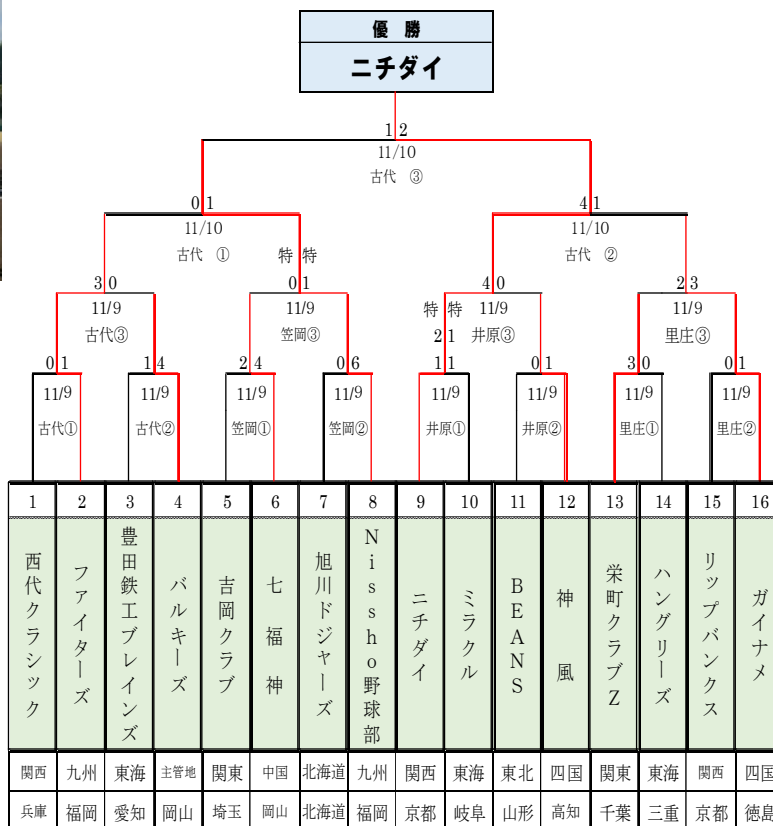 優 勝
ニチダイ
1 2
11/10
古代 ③
0 1
4 1
11/10
11/10
古代 ①
特 特
古代 ②
3 0
0 1
4 0
2 3
11/9
11/9
特 特
11/9
11/9
古代③
笠岡③
2 1
井原③
里庄③
0 1
1 4
2 4
0 6
1 1
0 1
3 0
0 1
11/9
11/9
11/9
11/9
11/9
11/9
11/9
11/9
古代①
古代②
笠岡①
笠岡②
井原①
井原②
里庄①
里庄②
1 2 3 4 5 6 7 8 9 10 11 12 13 14 15 16
西代クラシック
ファイターズ
豊田鉄工ブレインズ
バルキーズ
吉岡クラブ
七福神
旭川ドジャーズ
Nissho野球部
ニチダイ
ミラクル
BEANS
神風
栄町クラブZ
ハングリーズ
リップバンクス
ガイナメ
関西 九州 東海 主管地 関東 中国 北海道 九州 関西 東海 東北 四国 関東 東海 関西 四国
兵庫 福岡 愛知 岡山 埼玉 岡山 北海道 福岡 京都 岐阜 山形 高知 千葉 三重 京都 徳島